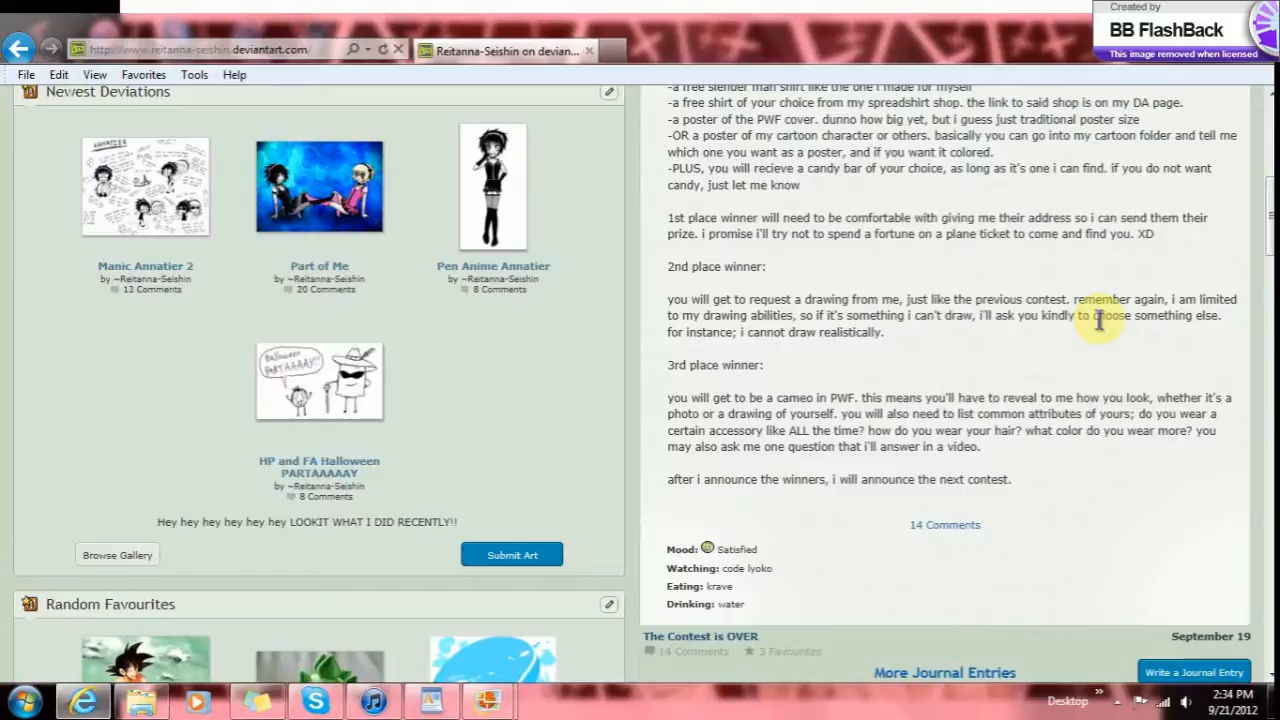 Created by
BB FlashBack
This image removed when licensed
http://www.reitanna-seishin.deviantart.com/
Reitanna-Seishin on devian...
File Edit View Favorites Tools Help
Newest Deviations
ANNATIER
Manic Annatier 2
by ~Reitanna-Seishin
13 Comments
Part of Me
by ~Reitanna-Seishin
20 Comments
Pen Anime Annatier
by ~Reitanna-Seishin
8 Comments
Halloween
PARTAAAAY!!
HP and FA Halloween
PARTAAAAAY
by ~Reitanna-Seishin
8 Comments
Hey hey hey hey hey hey LOOKIT WHAT I DID RECENTLY!!
Browse Gallery
Submit Art
Random Favourites
-a free slender man shirt like the one i made for myself
-a free shirt of your choice from my spreadshirt shop. the link to said shop is on my DA page.
-a poster of the PWF cover. dunno how big yet, but i guess just traditional poster size
-OR a poster of my cartoon character or others. basically you can go into my cartoon folder and tell me
which one you want as a poster, and if you want it colored.
-PLUS, you will recieve a candy bar of your choice, as long as it's one i can find. if you do not want
candy, just let me know
1st place winner will need to be comfortable with giving me their address so i can send them their
prize. i promise i'll try not to spend a fortune on a plane ticket to come and find you. XD
2nd place winner:
you will get to request a drawing from me, just like the previous contest. remember again, i am limited
to my drawing abilities, so if it's something i can't draw, i'll ask you kindly to choose something else.
for instance; i cannot draw realistically.
3rd place winner:
you will get to be a cameo in PWF. this means you'll have to reveal to me how you look, whether it's a
photo or a drawing of yourself. you will also need to list common attributes of yours; do you wear a
certain accessory like ALL the time? how do you wear your hair? what color do you wear more? you
may also ask me one question that i'll answer in a video.
after i announce the winners, i will announce the next contest.
14 Comments
Mood: Satisfied
Watching: code lyoko
Eating: krave
Drinking: water
The Contest is OVER
September 19
14 Comments 3 Favourites
More Journal Entries
Write a Journal Entry
Desktop
2:34 PM
9/21/2012